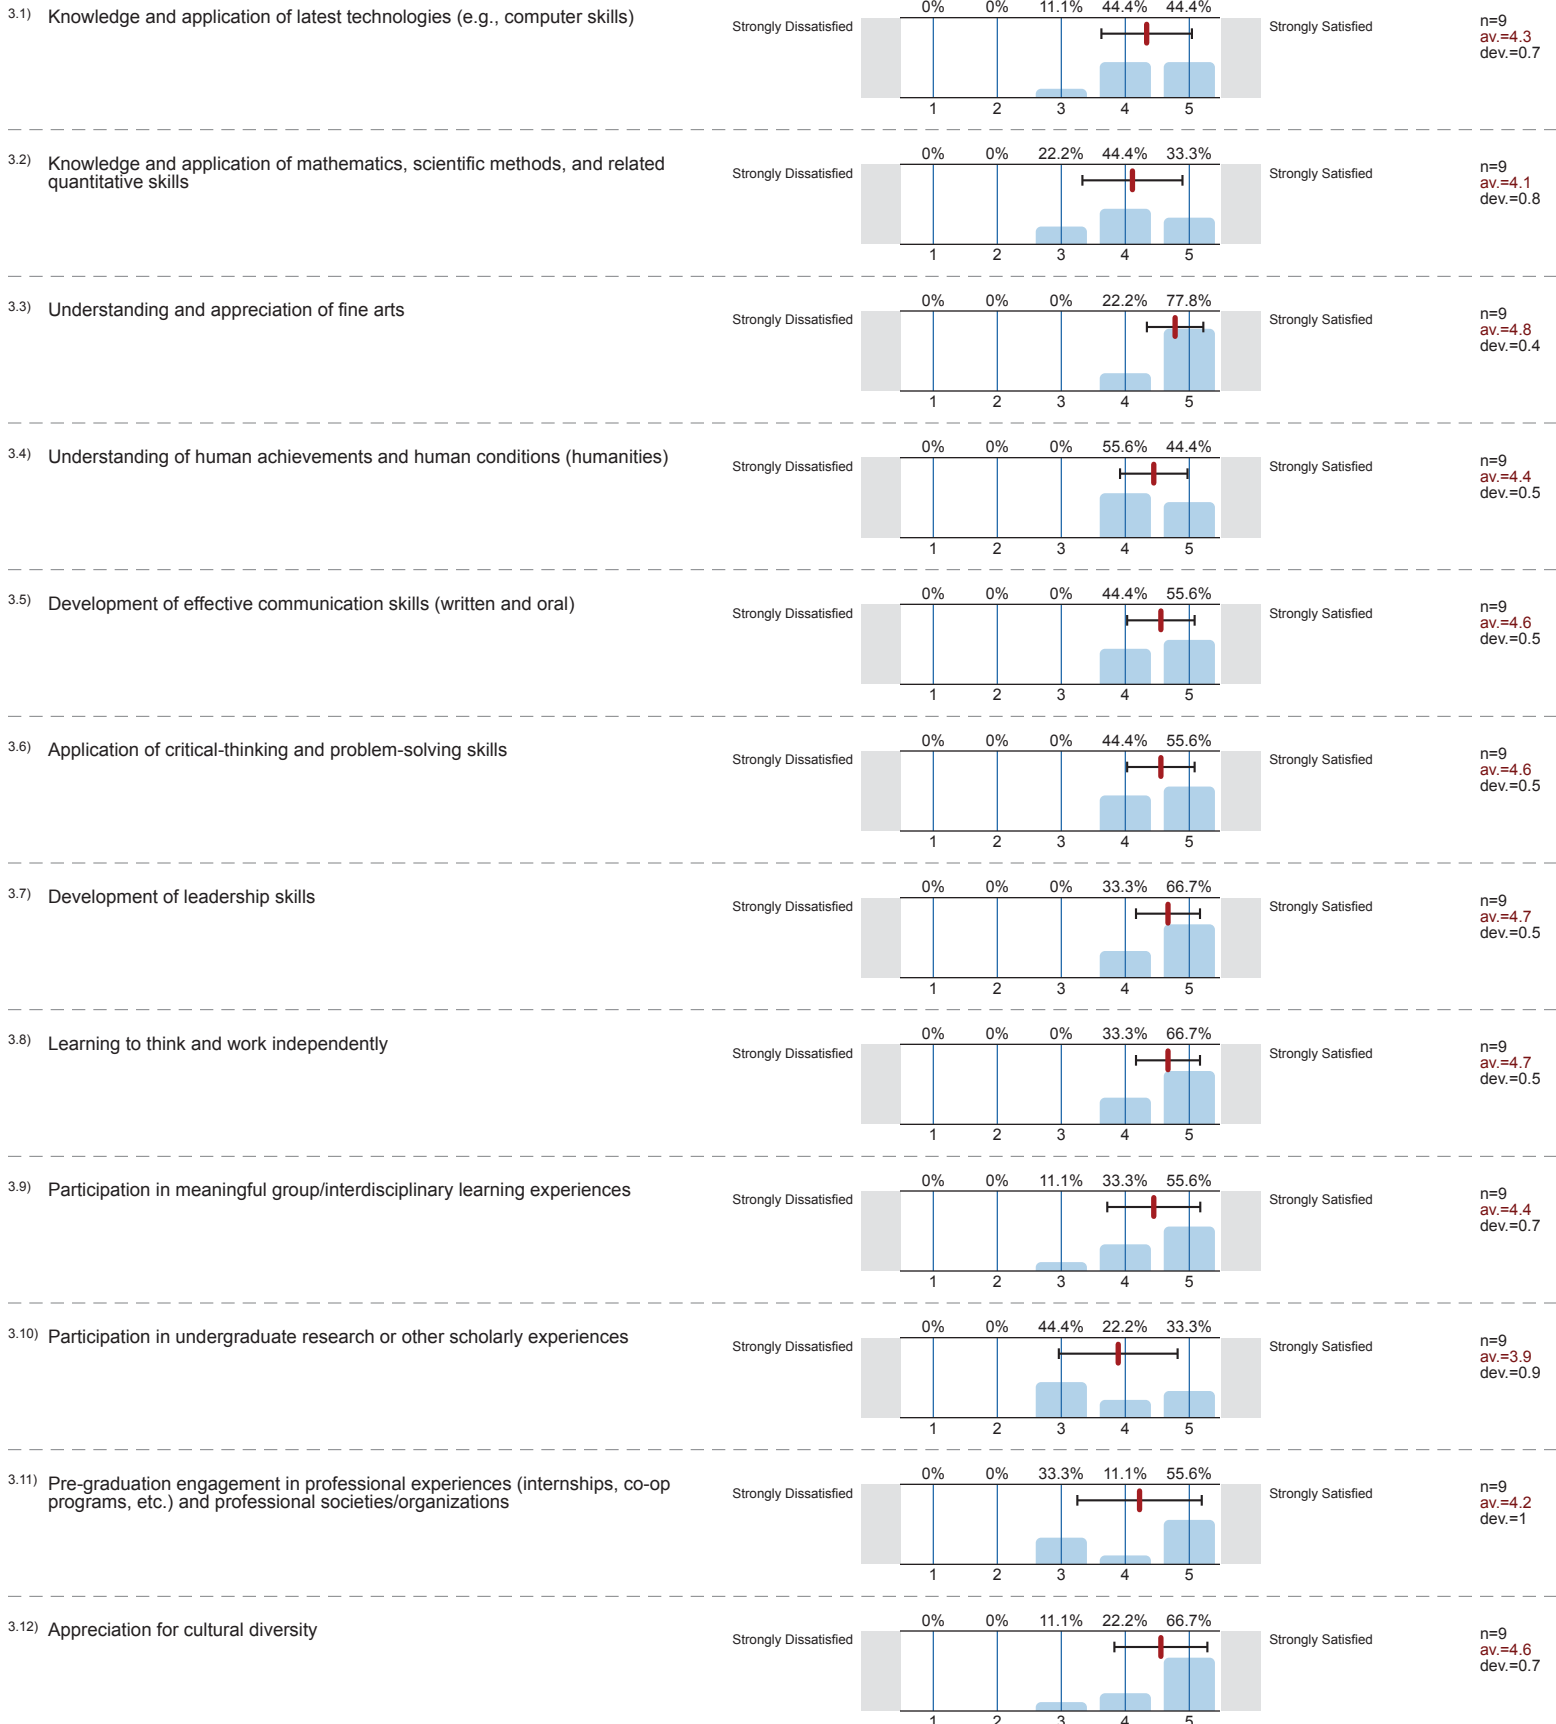 3.1) Knowledge and application of latest technologies (e.g., computer skills)
Strongly Dissatisfied
0% 0% 11.1% 44.4% 44.4%
1 2 3 4 5
Strongly Satisfied
n=9
av.=4.3
dev.=0.7
3.2) Knowledge and application of mathematics, scientific methods, and related
quantitative skills
Strongly Dissatisfied
0% 0% 22.2% 44.4% 33.3%
1 2 3 4 5
Strongly Satisfied
n=9
av.=4.1
dev.=0.8
3.3) Understanding and appreciation of fine arts
Strongly Dissatisfied
0% 0% 0% 22.2% 77.8%
1 2 3 4 5
Strongly Satisfied
n=9
av.=4.8
dev.=0.4
3.4) Understanding of human achievements and human conditions (humanities)
Strongly Dissatisfied
0% 0% 0% 55.6% 44.4%
1 2 3 4 5
Strongly Satisfied
n=9
av.=4.4
dev.=0.5
3.5) Development of effective communication skills (written and oral)
Strongly Dissatisfied
0% 0% 0% 44.4% 55.6%
1 2 3 4 5
Strongly Satisfied
n=9
av.=4.6
dev.=0.5
3.6) Application of critical-thinking and problem-solving skills
Strongly Dissatisfied
0% 0% 0% 44.4% 55.6%
1 2 3 4 5
Strongly Satisfied
n=9
av.=4.6
dev.=0.5
3.7) Development of leadership skills
Strongly Dissatisfied
0% 0% 0% 33.3% 66.7%
1 2 3 4 5
Strongly Satisfied
n=9
av.=4.7
dev.=0.5
3.8) Learning to think and work independently
Strongly Dissatisfied
0% 0% 0% 33.3% 66.7%
1 2 3 4 5
Strongly Satisfied
n=9
av.=4.7
dev.=0.5
3.9) Participation in meaningful group/interdisciplinary learning experiences
Strongly Dissatisfied
0% 0% 11.1% 33.3% 55.6%
1 2 3 4 5
Strongly Satisfied
n=9
av.=4.4
dev.=0.7
3.10) Participation in undergraduate research or other scholarly experiences
Strongly Dissatisfied
0% 0% 44.4% 22.2% 33.3%
1 2 3 4 5
Strongly Satisfied
n=9
av.=3.9
dev.=0.9
3.11) Pre-graduation engagement in professional experiences (internships, co-op
programs, etc.) and professional societies/organizations
Strongly Dissatisfied
0% 0% 33.3% 11.1% 55.6%
1 2 3 4 5
Strongly Satisfied
n=9
av.=4.2
dev.=1
3.12) Appreciation for cultural diversity
Strongly Dissatisfied
0% 0% 11.1% 22.2% 66.7%
1 2 3 4 5
Strongly Satisfied
n=9
av.=4.6
dev.=0.7